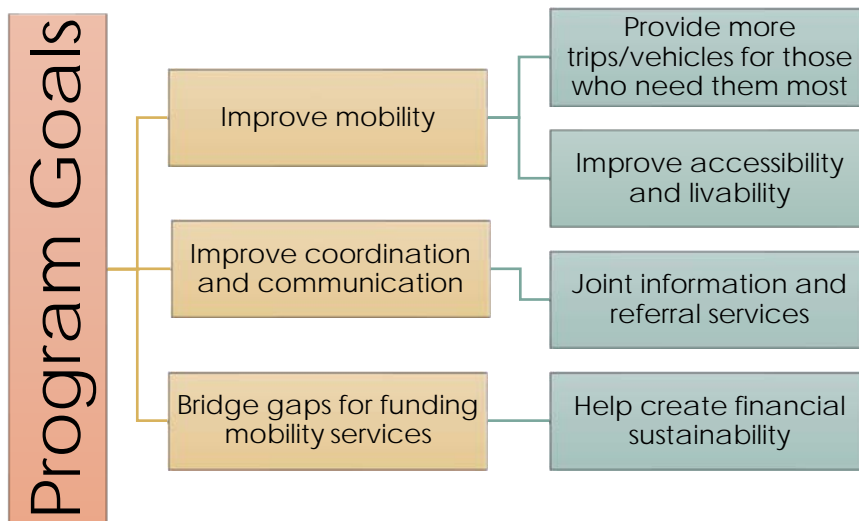 Program Goals
Improve mobility
Provide more
trips/vehicles for those
who need them most
Improve accessibility
and livability
Improve coordination
and communication
Joint information and
referral services
Bridge gaps for funding
mobility services
Help create financial
sustainability